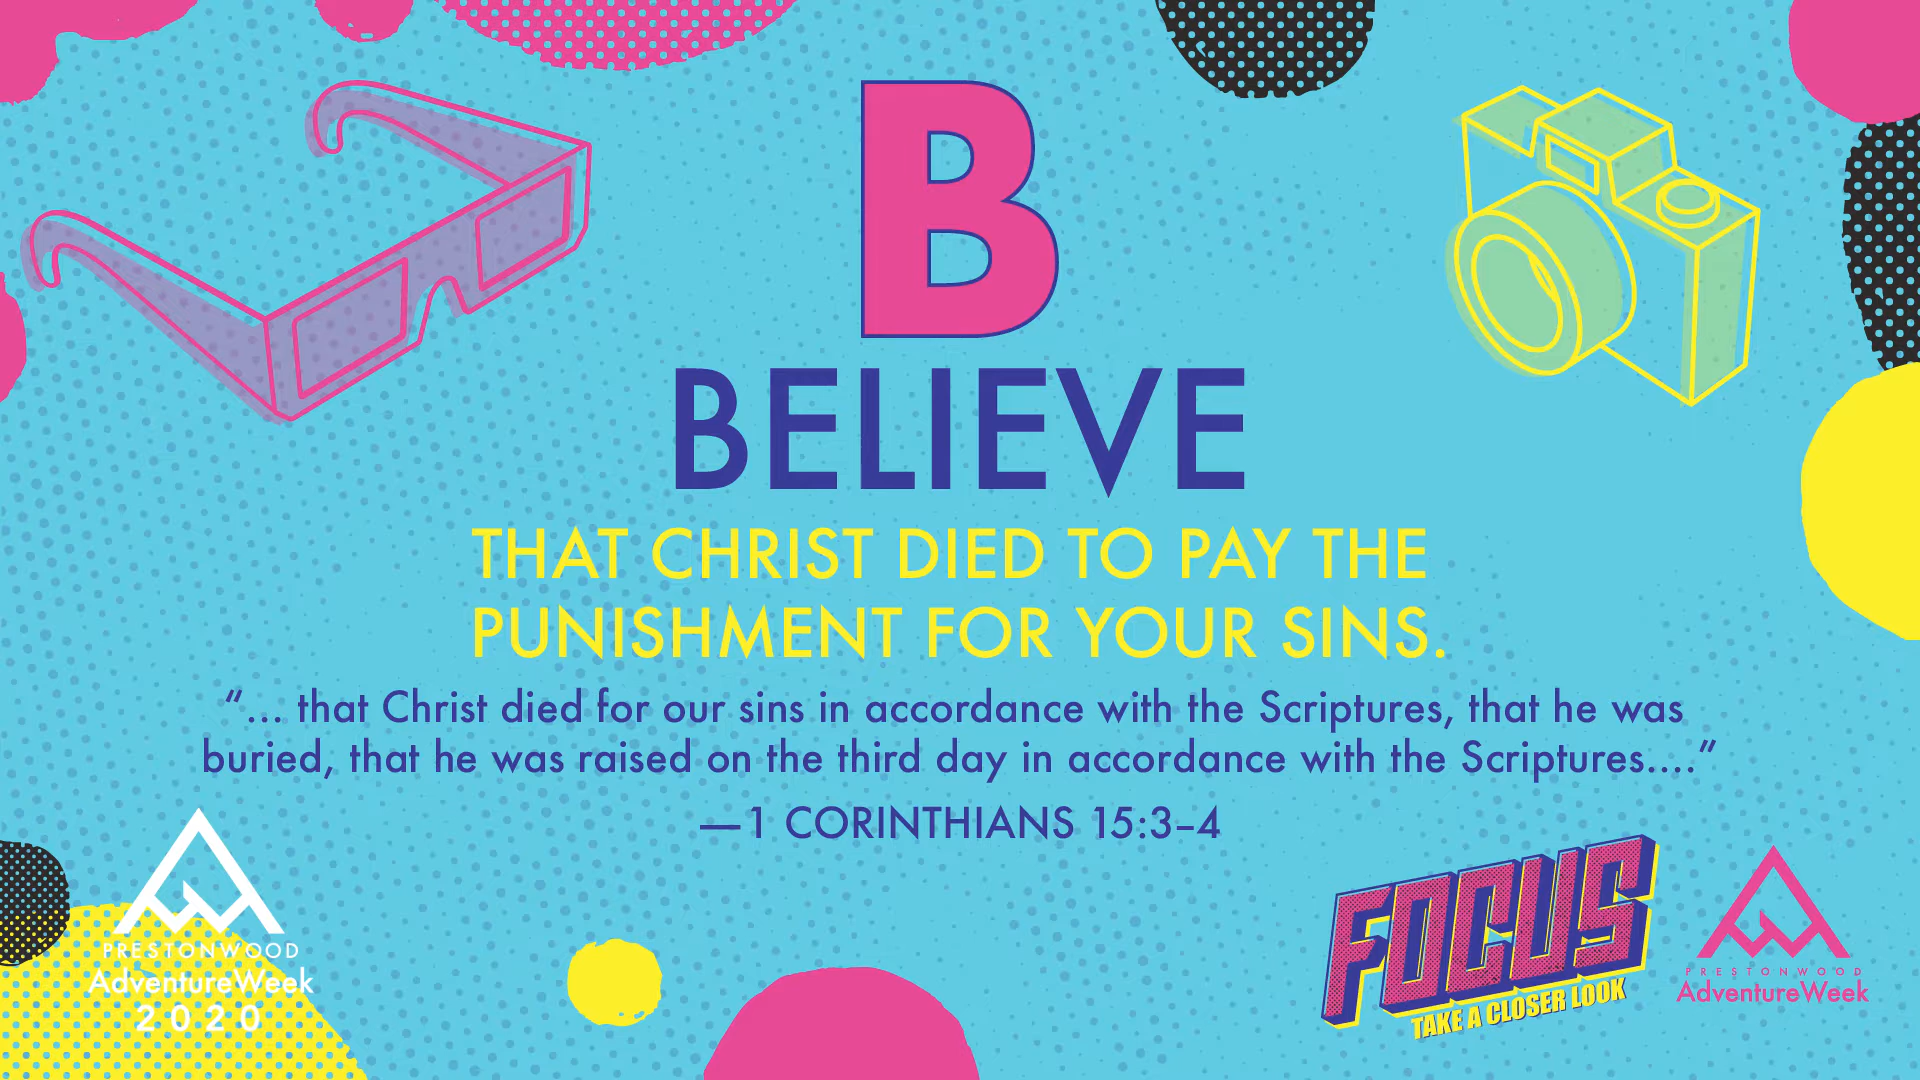 B
BELIEVE
THAT CHRIST DIED TO PAY THE
PUNISHMENT FOR YOUR SINS.
“... that Christ died for our sins in accordance with the Scriptures, that he was
buried, that he was raised on the third day in accordance with the Scriptures....”
—1 CORINTHIANS 15:3–4
PRESTONWOOD
AdventureWeek
2020
FOCUS
TAKE A CLOSER LOOK
PRESTONWOOD
AdventureWeek